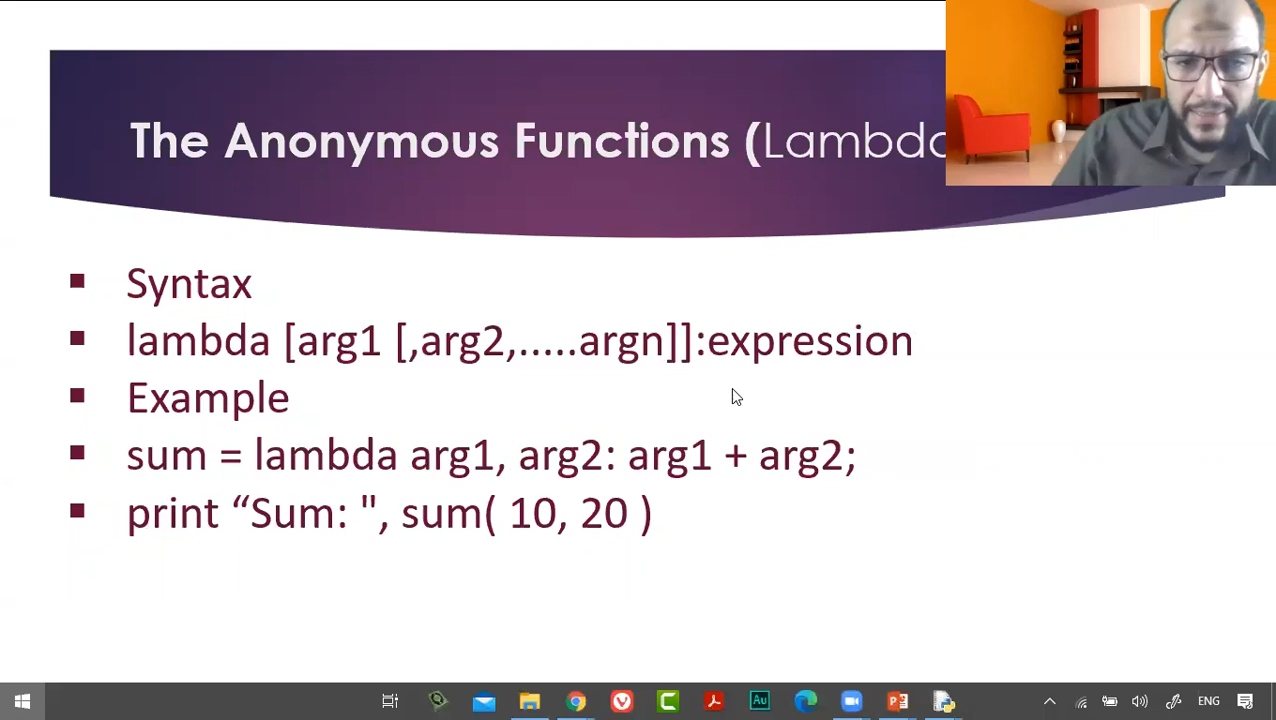 The Anonymous Functions (Lambda
Syntax
lambda [arg1 [,arg2,.....argn]]:expression
Example
sum = lambda arg1, arg2: arg1 + arg2;
print “Sum: ", sum( 10, 20 )
Au
ENG